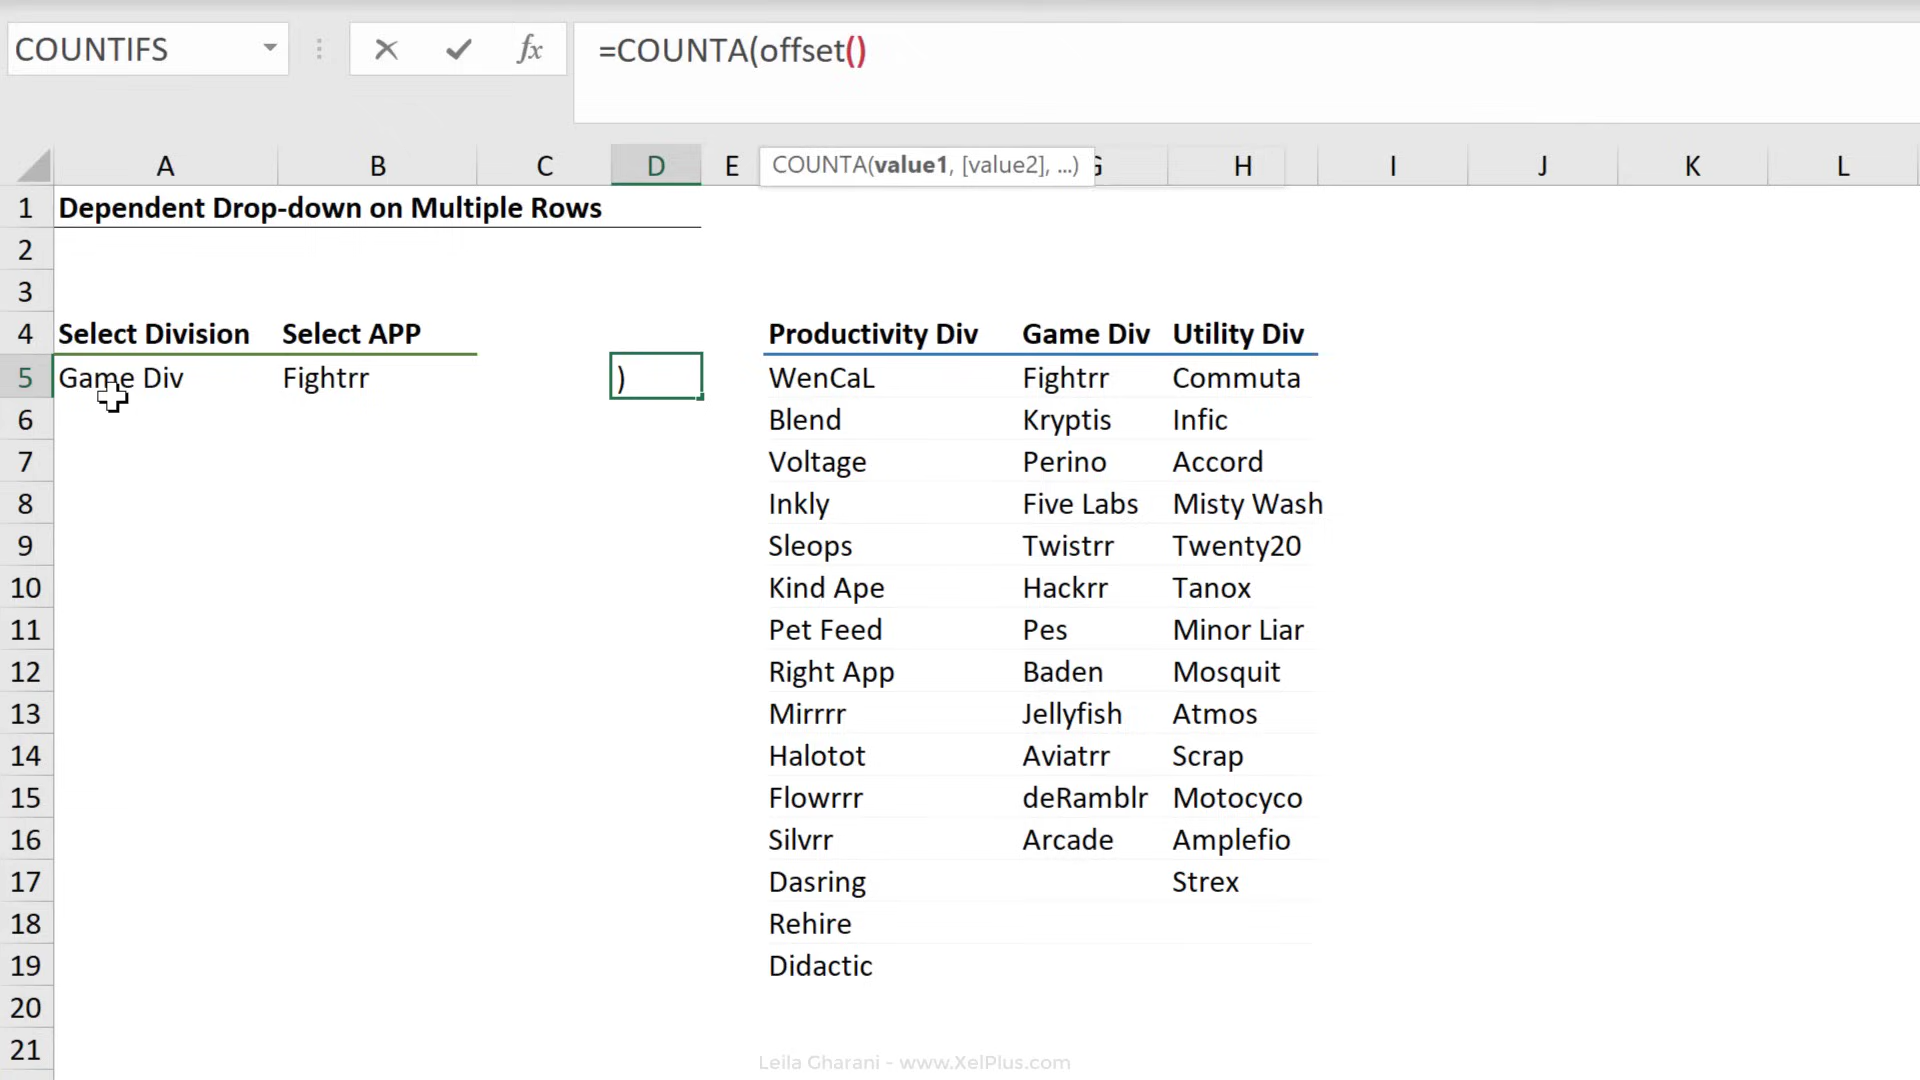 COUNTIFS fx =COUNTA(offset()
COUNTA(value1, [value2], ...)
A B C D E G H I J K L
1 Dependent Drop-down on Multiple Rows
2
3
4 Select Division Select APP Productivity Div Game Div Utility Div
5 Game Div Fightrr ) WenCaL Fightrr Commuta
6 Blend Kryptis Infic
7 Voltage Perino Accord
8 Inkly Five Labs Misty Wash
9 Sleops Twistrr Twenty20
10 Kind Ape Hackrr Tanox
11 Pet Feed Pes Minor Liar
12 Right App Baden Mosquit
13 Mirrrr Jellyfish Atmos
14 Halotot Aviatrr Scrap
15 Flowrrr deRamblr Motocyco
16 Silvrr Arcade Amplefio
17 Dasring Strex
18 Rehire
19 Didactic
20
21
Leila Gharani - www.XelPlus.com